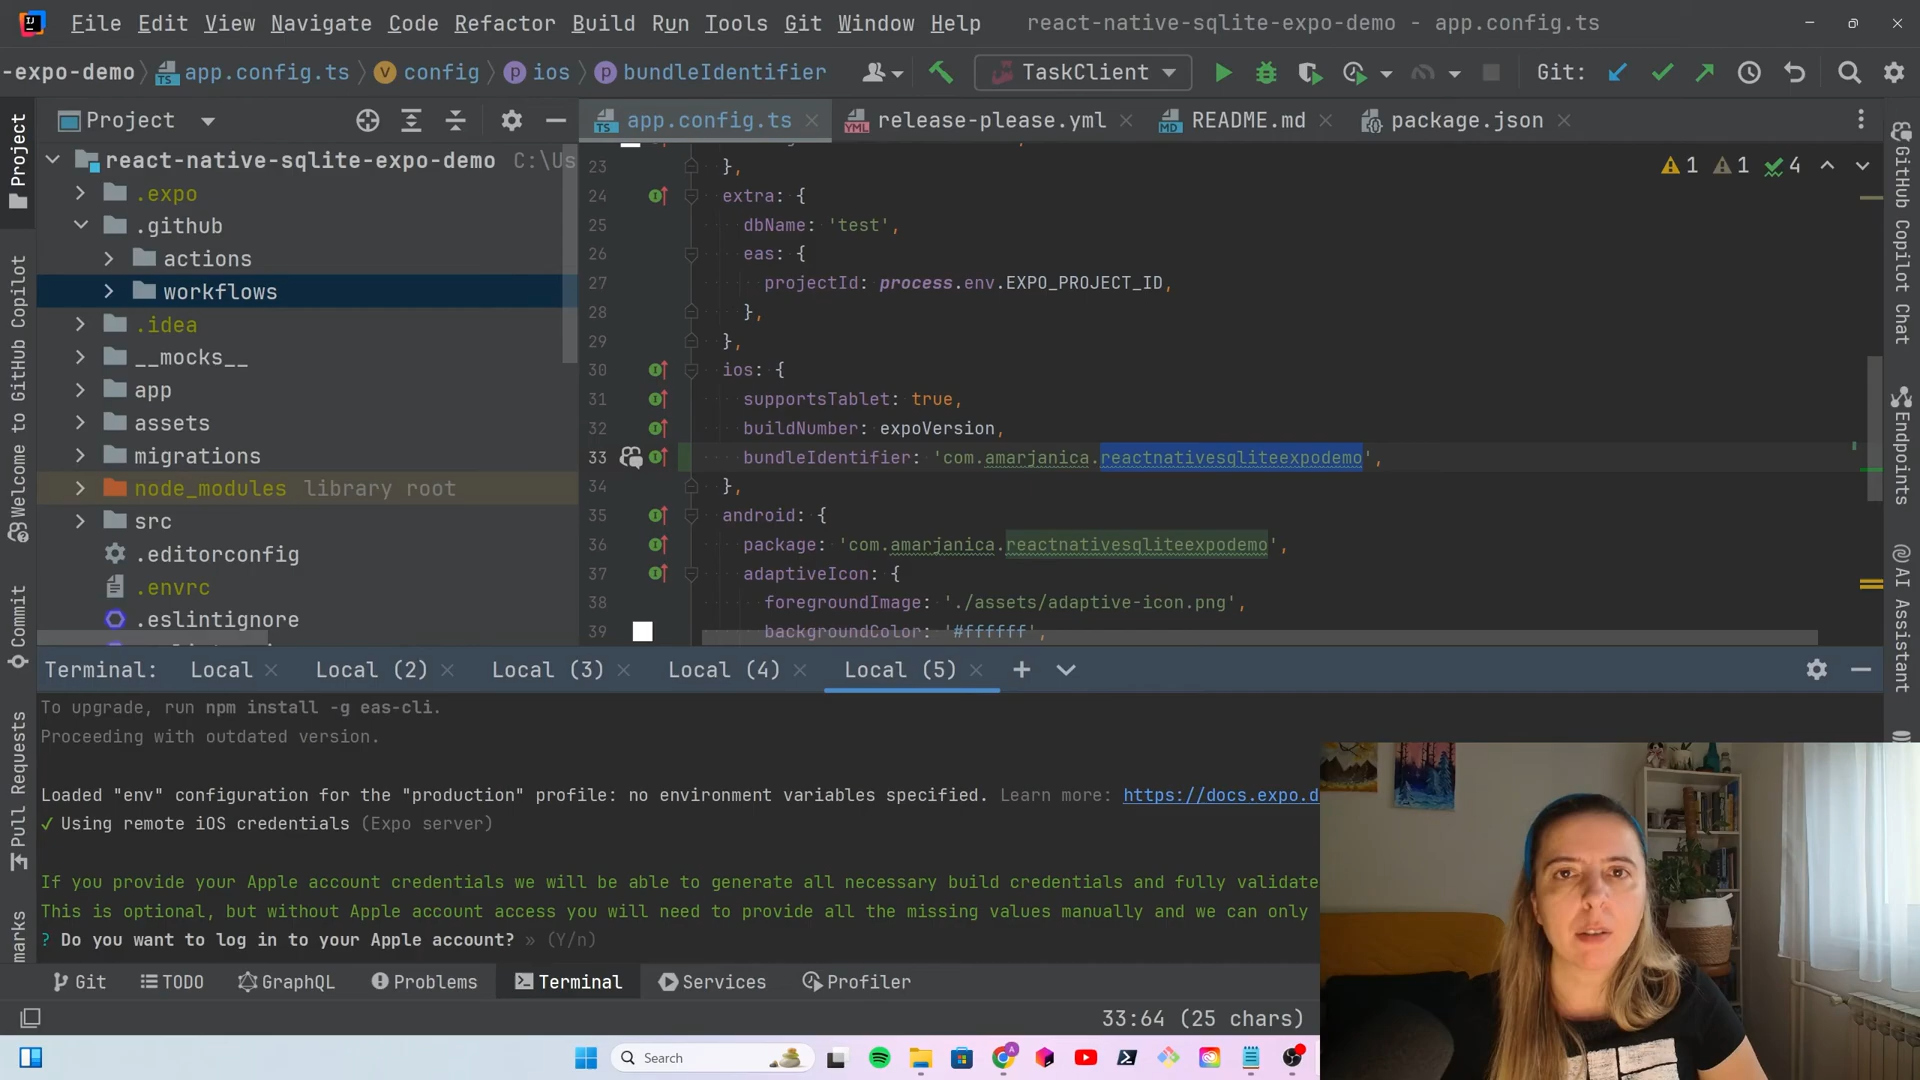 File Edit View Navigate Code Refactor Build Run Tools Git Window Help react-native-sqlite-expo-demo - app.config.ts
-expo-demo app.config.ts config ios bundleIdentifier TaskClient Git:
Project
app.config.ts release-please.yml README.md package.json
react-native-sqlite-expo-demo C:\Us
.expo
.github
actions
workflows
.idea
__mocks__
app
assets
migrations
node_modules library root
src
.editorconfig
.envrc
.eslintignore
1 1 4
23 },
24 extra: {
25 dbName: 'test',
26 eas: {
27 projectId: process.env.EXPO_PROJECT_ID,
28 },
29 },
30 ios: {
31 supportsTablet: true,
32 buildNumber: expoVersion,
33 bundleIdentifier: 'com.amarjanica.reactnativesqliteexpodemo',
34 },
35 android: {
36 package: 'com.amarjanica.reactnativesqliteexpodemo',
37 adaptiveIcon: {
38 foregroundImage: './assets/adaptive-icon.png',
39 backgroundColor: '#ffffff',
Project
Welcome to GitHub Copilot
Commit
Pull Requests
marks
GitHub Copilot Chat
Endpoints
AI Assistant
Terminal: Local Local (2) Local (3) Local (4) Local (5)
To upgrade, run npm install -g eas-cli.
Proceeding with outdated version.
Loaded "env" configuration for the "production" profile: no environment variables specified. Learn more: https://docs.expo.d
✓ Using remote iOS credentials (Expo server)
If you provide your Apple account credentials we will be able to generate all necessary build credentials and fully validate
This is optional, but without Apple account access you will need to provide all the missing values manually and we can only
? Do you want to log in to your Apple account? » (Y/n)
Git TODO GraphQL Problems Terminal Services Profiler
33:64 (25 chars)
Search